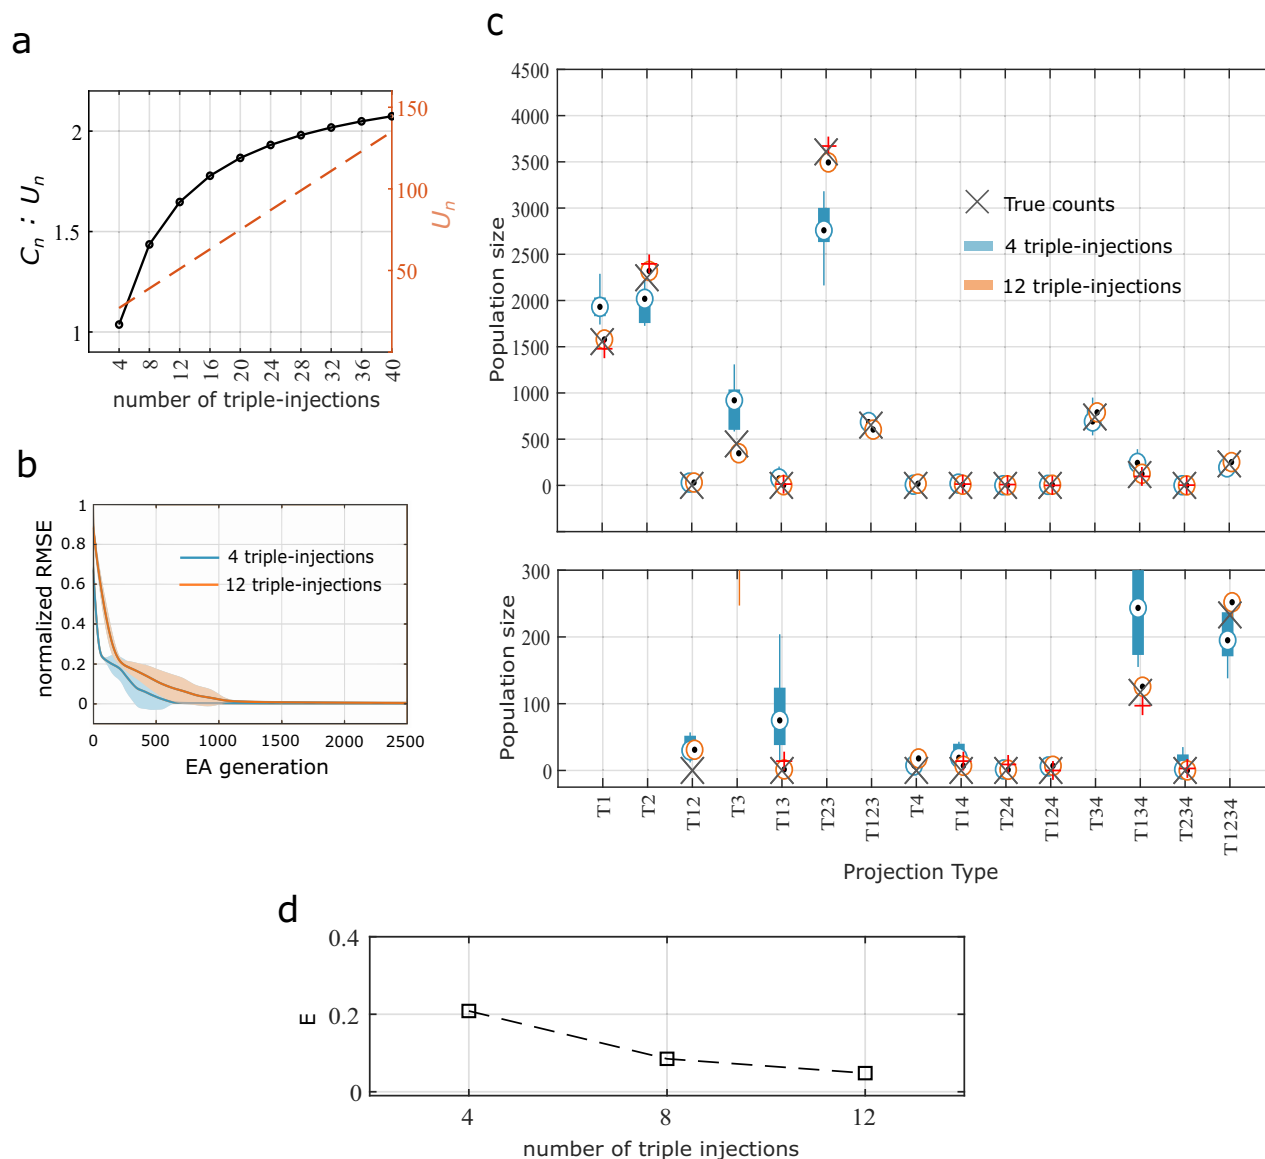 a
2
1.5
1
150
100
50
C_n : U_n
U_n
4 8 12 16 20 24 28 32 36 40
number of triple-injections
b
1
0.8
0.6
0.4
0.2
0
normalized RMSE
4 triple-injections
12 triple-injections
0 500 1000 1500 2000 2500
EA generation
c
4500
4000
3500
3000
2500
2000
1500
1000
500
0
Population size
True counts
4 triple-injections
12 triple-injections
300
200
100
0
Population size
T1 T2 T12 T3 T13 T23 T123 T4 T14 T24 T124 T34 T134 T234 T1234
Projection Type
d
0.4
0.2
0
E
4 8 12
number of triple injections